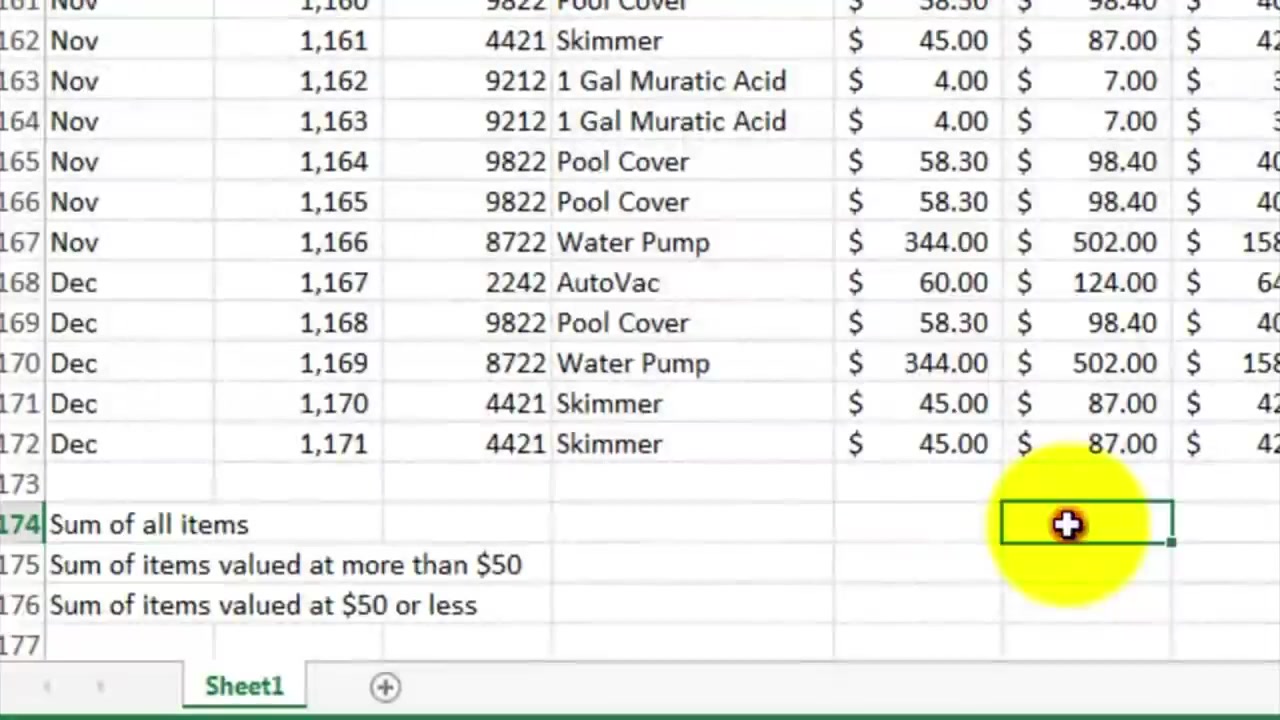 161 Nov 1,160 9822 Pool Cover $ 58.30 $ 98.40 $ 40
162 Nov 1,161 4421 Skimmer $ 45.00 $ 87.00 $ 42
163 Nov 1,162 9212 1 Gal Muratic Acid $ 4.00 $ 7.00 $ 3
164 Nov 1,163 9212 1 Gal Muratic Acid $ 4.00 $ 7.00 $ 3
165 Nov 1,164 9822 Pool Cover $ 58.30 $ 98.40 $ 40
166 Nov 1,165 9822 Pool Cover $ 58.30 $ 98.40 $ 40
167 Nov 1,166 8722 Water Pump $ 344.00 $ 502.00 $ 158
168 Dec 1,167 2242 AutoVac $ 60.00 $ 124.00 $ 64
169 Dec 1,168 9822 Pool Cover $ 58.30 $ 98.40 $ 40
170 Dec 1,169 8722 Water Pump $ 344.00 $ 502.00 $ 158
171 Dec 1,170 4421 Skimmer $ 45.00 $ 87.00 $ 42
172 Dec 1,171 4421 Skimmer $ 45.00 $ 87.00 $ 42
173
174 Sum of all items
175 Sum of items valued at more than $50
176 Sum of items valued at $50 or less
177
Sheet1